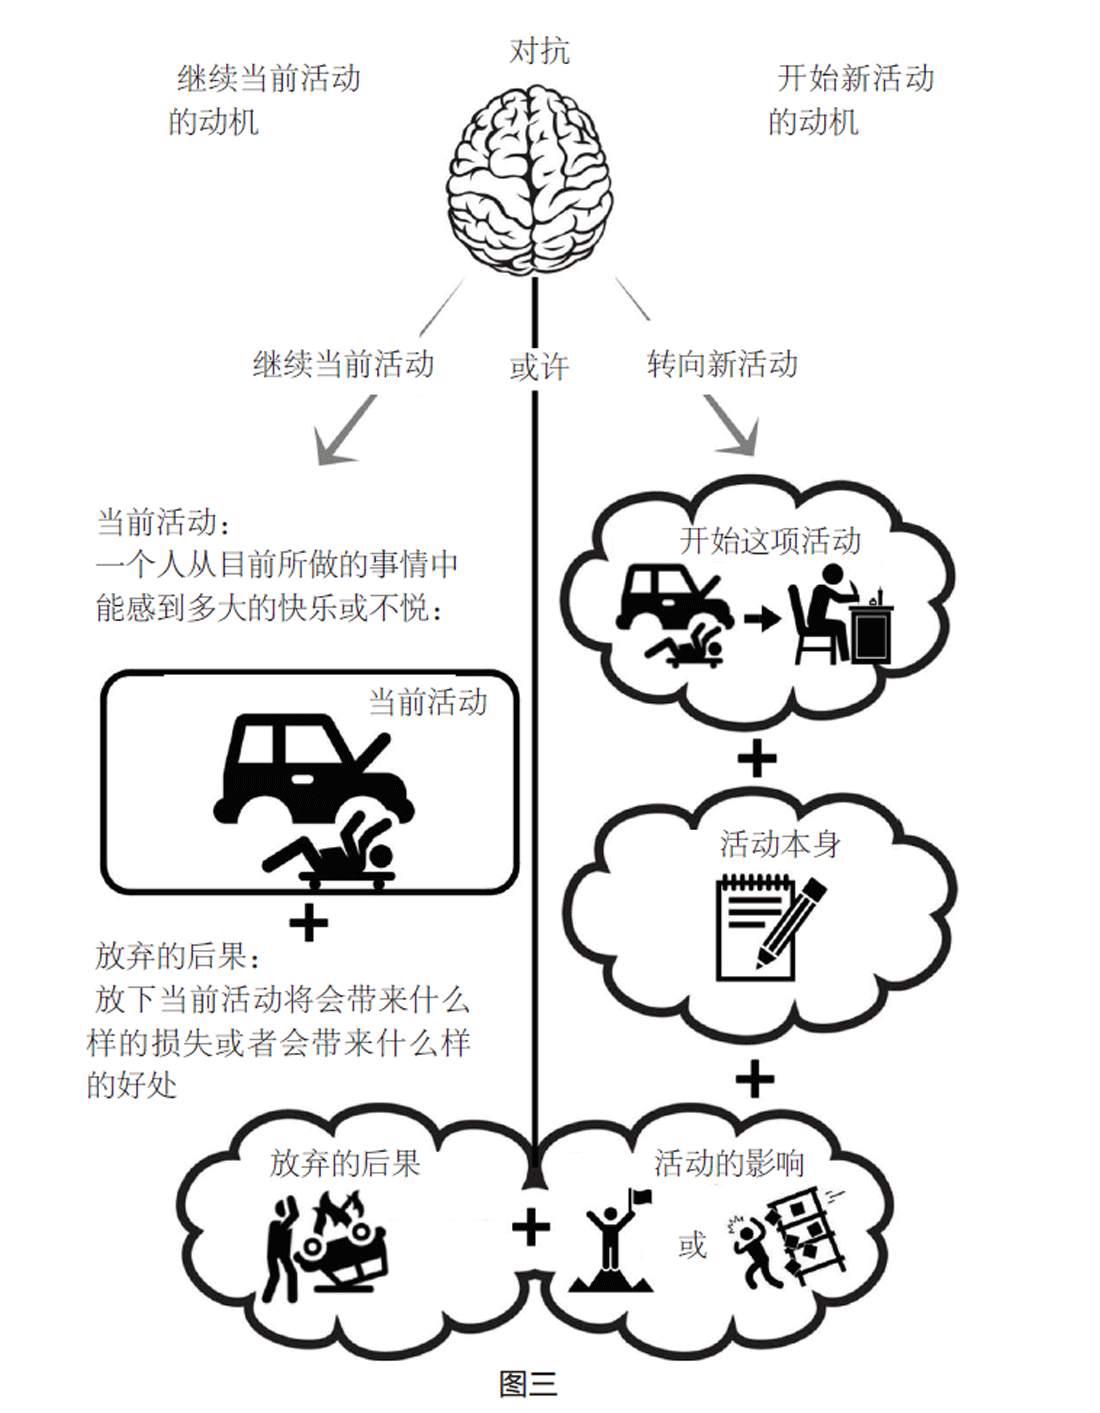 对抗
继续当前活动
的动机
开始新活动
的动机
继续当前活动
或许
转向新活动
当前活动：
一个人从目前所做的事情中
能感到多大的快乐或不悦：
当前活动
放弃的后果：
放下当前活动将会带来什么
样的损失或者会带来什么样
的好处
放弃的后果
开始这项活动
活动本身
活动的影响
或
图三